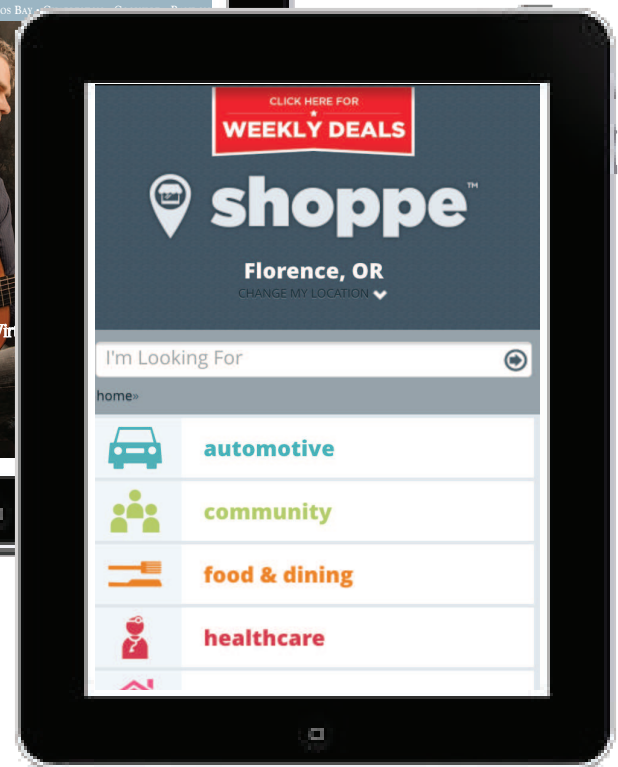 CLICK HERE FOR
WEEKLY DEALS
shoppe™
Florence, OR
CHANGE MY LOCATION
I'm Looking For
home»
automotive
community
food & dining
healthcare